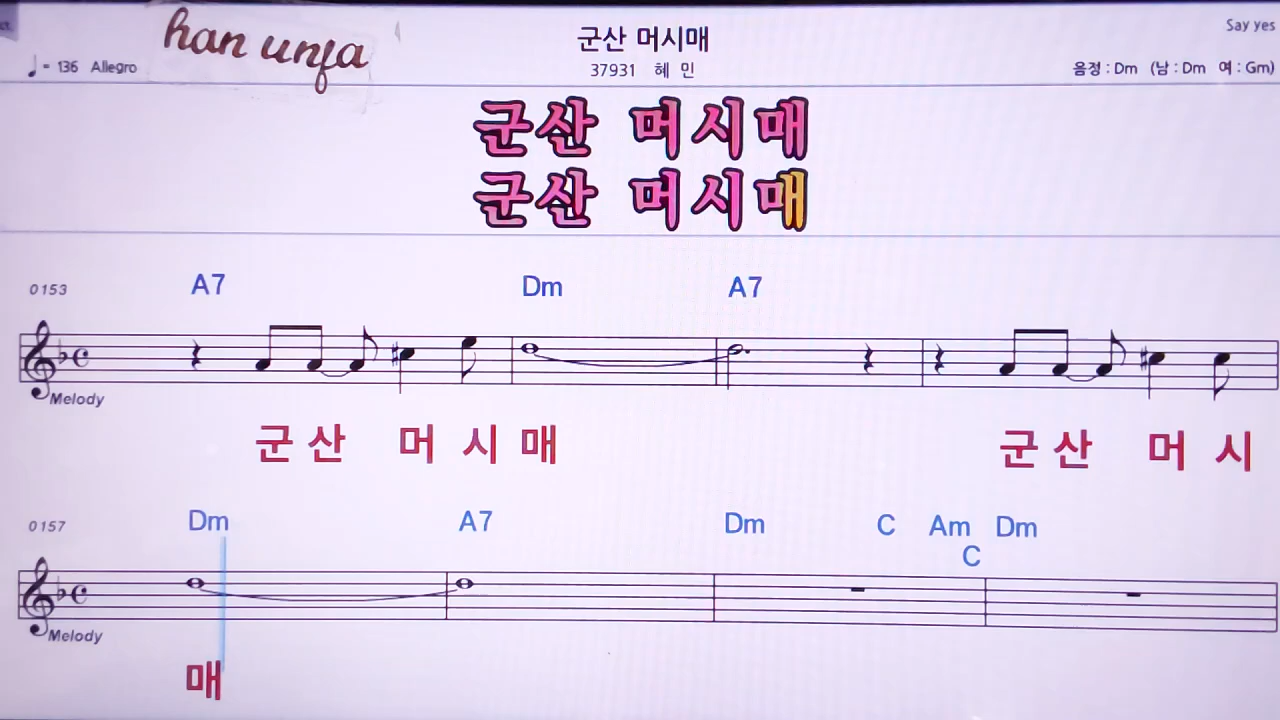 han unfa
군산 머시매
Say yes
♩= 136 Allegro
37931 혜 민
음정 : Dm (남 : Dm 여 : Gm)
군산 머시매
군산 머시매
0153 A7 Dm A7
Melody
군 산 머 시 매 군 산 머 시
0157 Dm A7 Dm C Am Dm
C
Melody
매